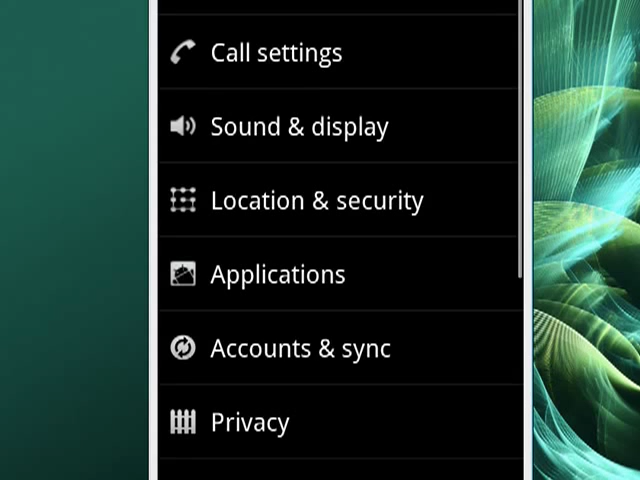 Call settings
Sound & display
Location & security
Applications
Accounts & sync
Privacy